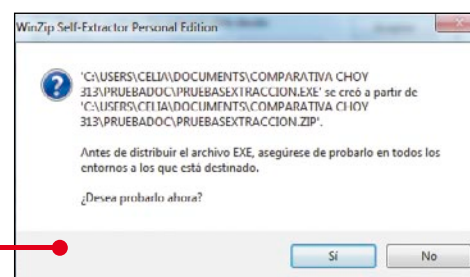 WinZip Self-Extractor Personal Edition
'C:\USERS\CELIA\DOCUMENTS\COMPARATIVA CHOY
313\PRUEBADOC\PRUEBASEXTRACCION.EXE' se creó a partir de
'C:\USERS\CELIA\DOCUMENTS\COMPARATIVA CHOY
313\PRUEBADOC\PRUEBASEXTRACCION.ZIP'.
Antes de distribuir el archivo EXE, asegúrese de probarlo en todos los
entornos a los que está destinado.
¿Desea probarlo ahora?
Sí
No